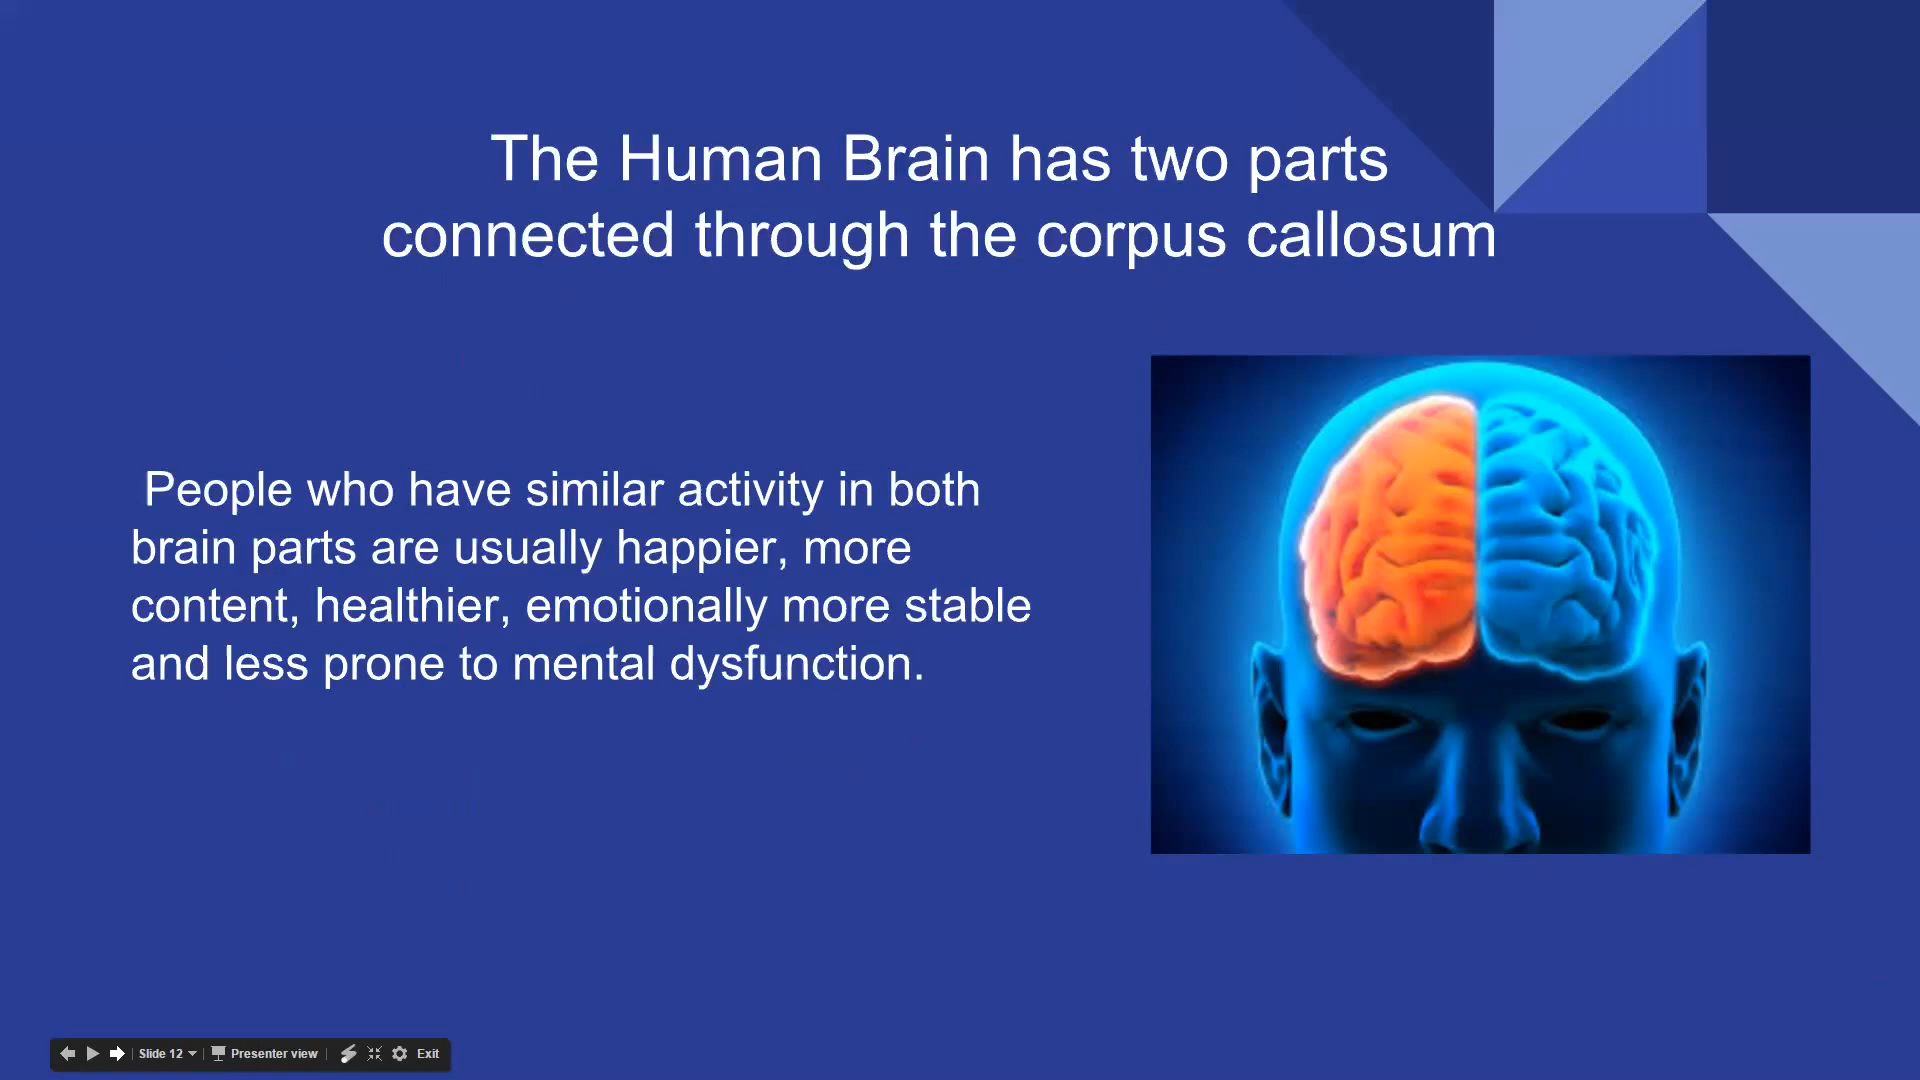 The Human Brain has two parts
connected through the corpus callosum
People who have similar activity in both
brain parts are usually happier, more
content, healthier, emotionally more stable
and less prone to mental dysfunction.
Slide 12 Presenter view Exit